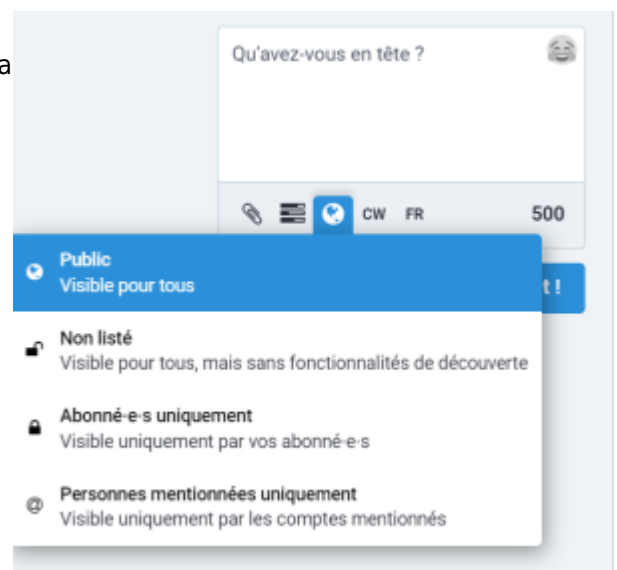 a
Qu'avez-vous en tête ?
CW FR 500
Public
Visible pour tous
t !
Non listé
Visible pour tous, mais sans fonctionnalités de découverte
Abonné·e·s uniquement
Visible uniquement par vos abonné·e·s
@ Personnes mentionnées uniquement
Visible uniquement par les comptes mentionnés